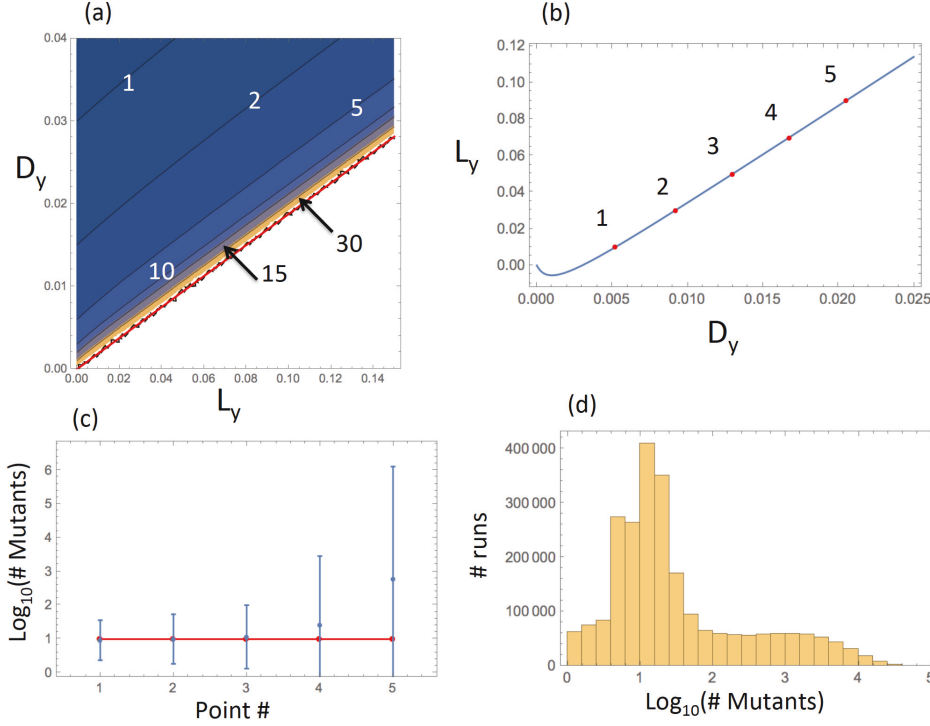 (a)
0.04
0.03
0.02
0.01
0.00
D_y
1
2
5
10
15
30
0.00 0.02 0.04 0.06 0.08 0.10 0.12 0.14
L_y
(b)
0.12
0.10
0.08
0.06
0.04
0.02
0.00
L_y
1
2
3
4
5
0.000 0.005 0.010 0.015 0.020 0.025
D_y
(c)
6
5
4
3
2
1
0
Log₁₀(# Mutants)
1 2 3 4 5
Point #
(d)
400 000
300 000
200 000
100 000
0
# runs
0 1 2 3 4 5
Log₁₀(# Mutants)